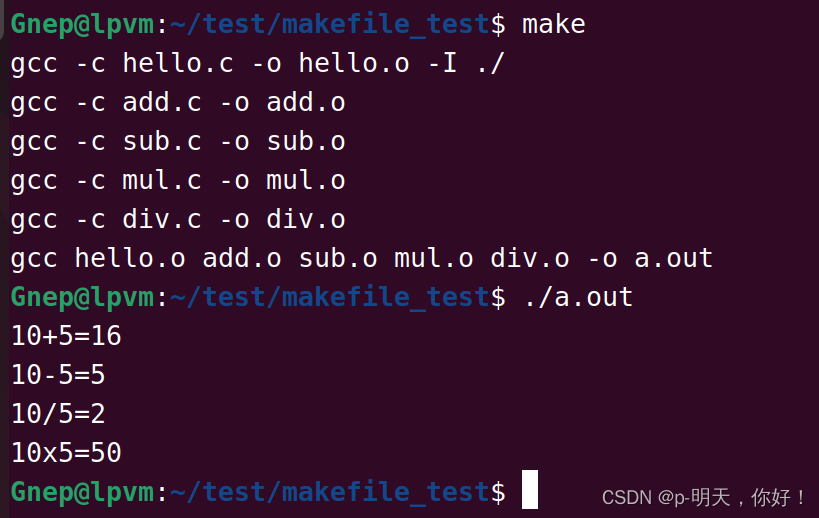 Gnep@lpvm:~/test/makefile_test$ make
gcc -c hello.c -o hello.o -I ./
gcc -c add.c -o add.o
gcc -c sub.c -o sub.o
gcc -c mul.c -o mul.o
gcc -c div.c -o div.o
gcc hello.o add.o sub.o mul.o div.o -o a.out
Gnep@lpvm:~/test/makefile_test$ ./a.out
10+5=16
10-5=5
10/5=2
10x5=50
Gnep@lpvm:~/test/makefile_test$
CSDN @p-明天，你好！